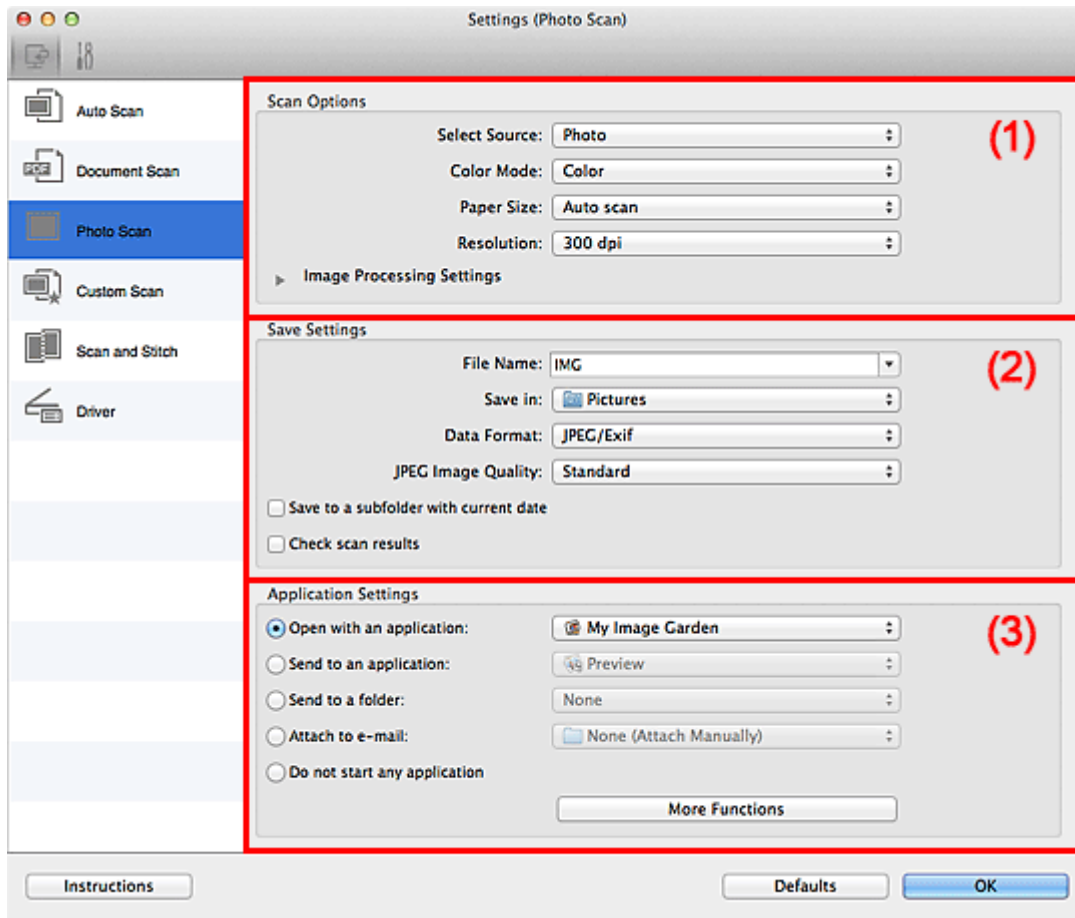 Settings (Photo Scan)
Auto Scan
PDF
Document Scan
Photo Scan
Custom Scan
Scan and Stitch
Driver
Scan Options
(1)
Select Source: Photo
Color Mode: Color
Paper Size: Auto scan
Resolution: 300 dpi
Image Processing Settings
Save Settings
(2)
File Name: IMG
Save in: Pictures
Data Format: JPEG/Exif
JPEG Image Quality: Standard
Save to a subfolder with current date
Check scan results
Application Settings
(3)
Open with an application: My Image Garden
Send to an application: Preview
Send to a folder: None
Attach to e-mail: None (Attach Manually)
Do not start any application
More Functions
Instructions
Defaults
OK